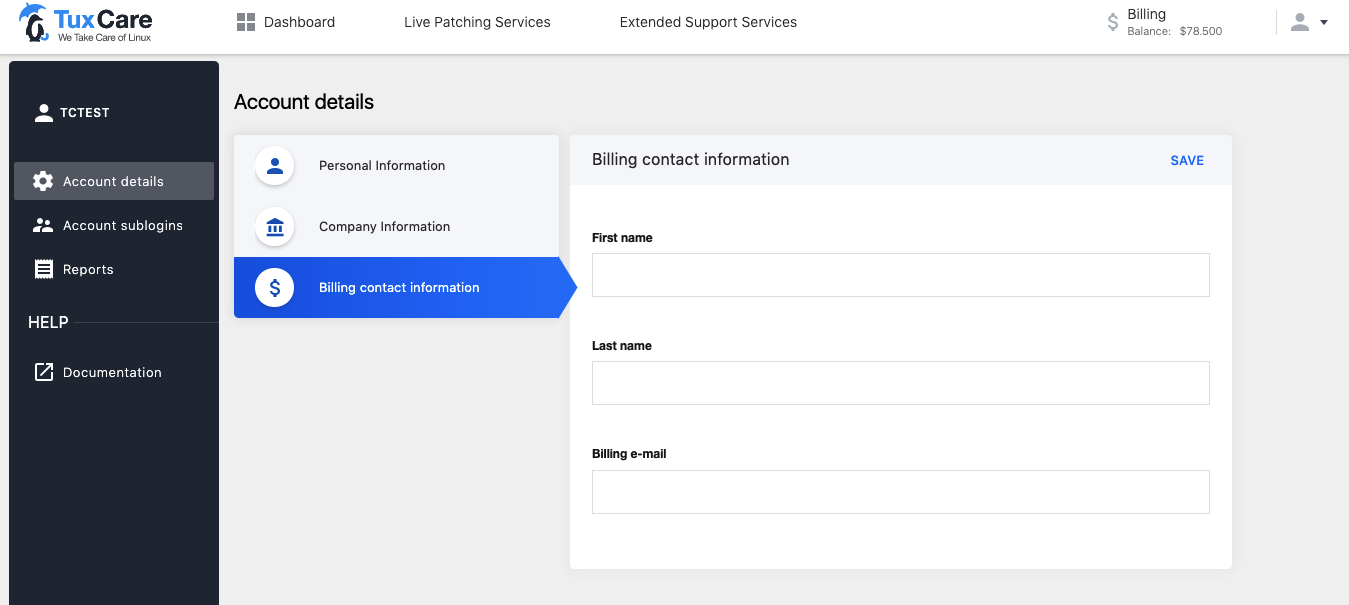 TuxCare
We Take Care of Linux
Dashboard
Live Patching Services
Extended Support Services
$
Billing
Balance: $78.500
TCTEST
Account details
Account sublogins
Reports
HELP
Documentation
Account details
Personal Information
Company Information
$
Billing contact information
Billing contact information
SAVE
First name
Last name
Billing e-mail